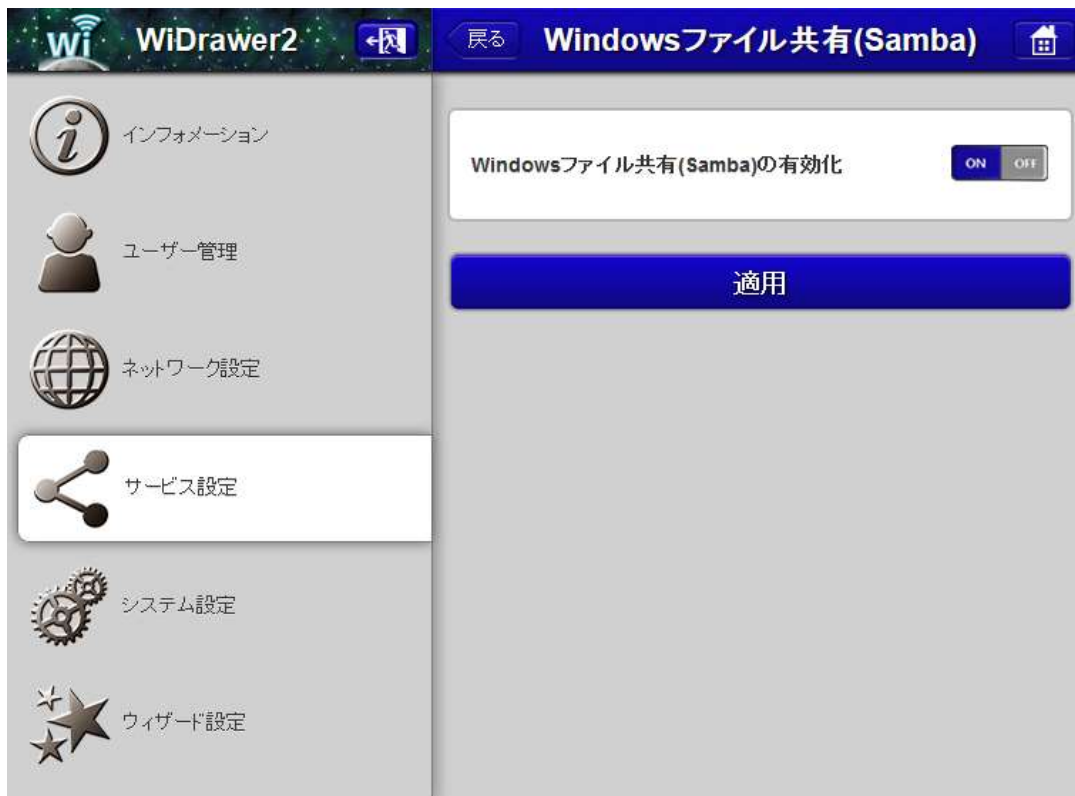 Wi
WiDrawer2
戻る
Windowsファイル共有(Samba)
インフォメーション
ユーザー管理
ネットワーク設定
サービス設定
システム設定
ウィザード設定
Windowsファイル共有(Samba)の有効化
ON OFF
適用